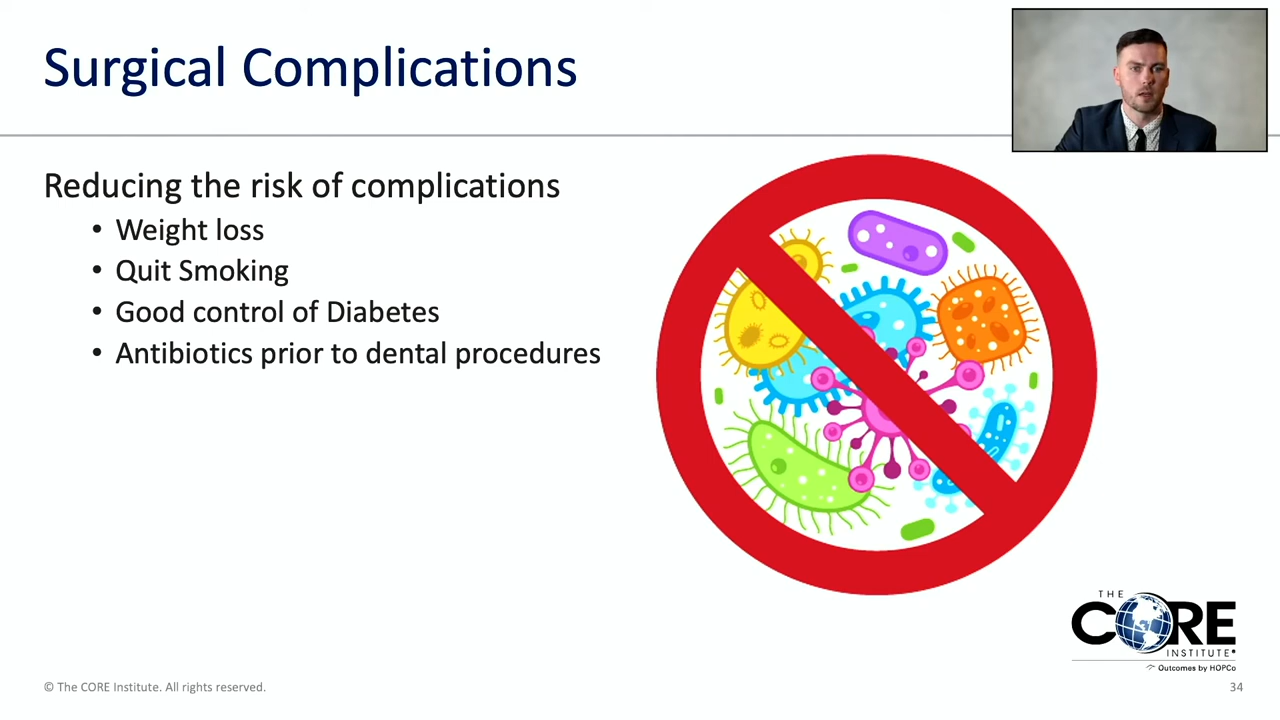 Surgical Complications
Reducing the risk of complications
• Weight loss
• Quit Smoking
• Good control of Diabetes
• Antibiotics prior to dental procedures
THE
CORE
INSTITUTE®
Outcomes by HOPCo
© The CORE Institute. All rights reserved.
34